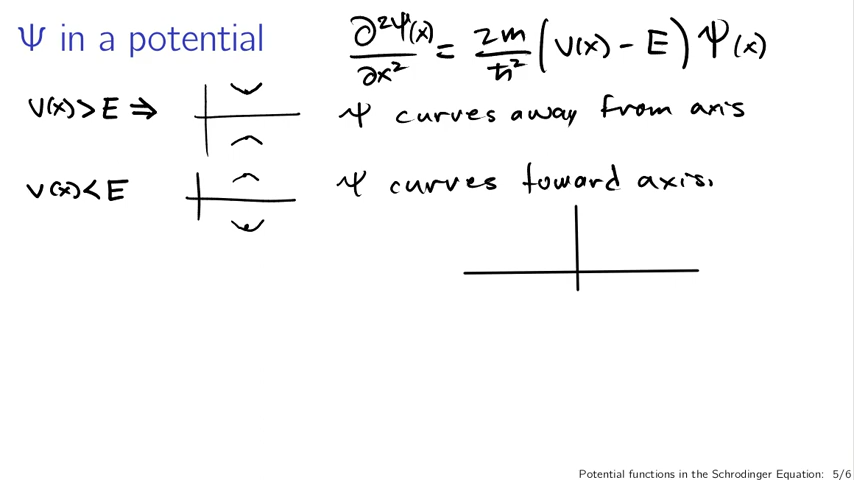 Ψ in a potential
∂²Ψ(x)/∂x² = 2m/ħ² (V(x) - E) Ψ(x)
V(x) > E ⇒ ψ curves away from axis
V(x) < E ψ curves toward axis.
Potential functions in the Schrodinger Equation: 5/6